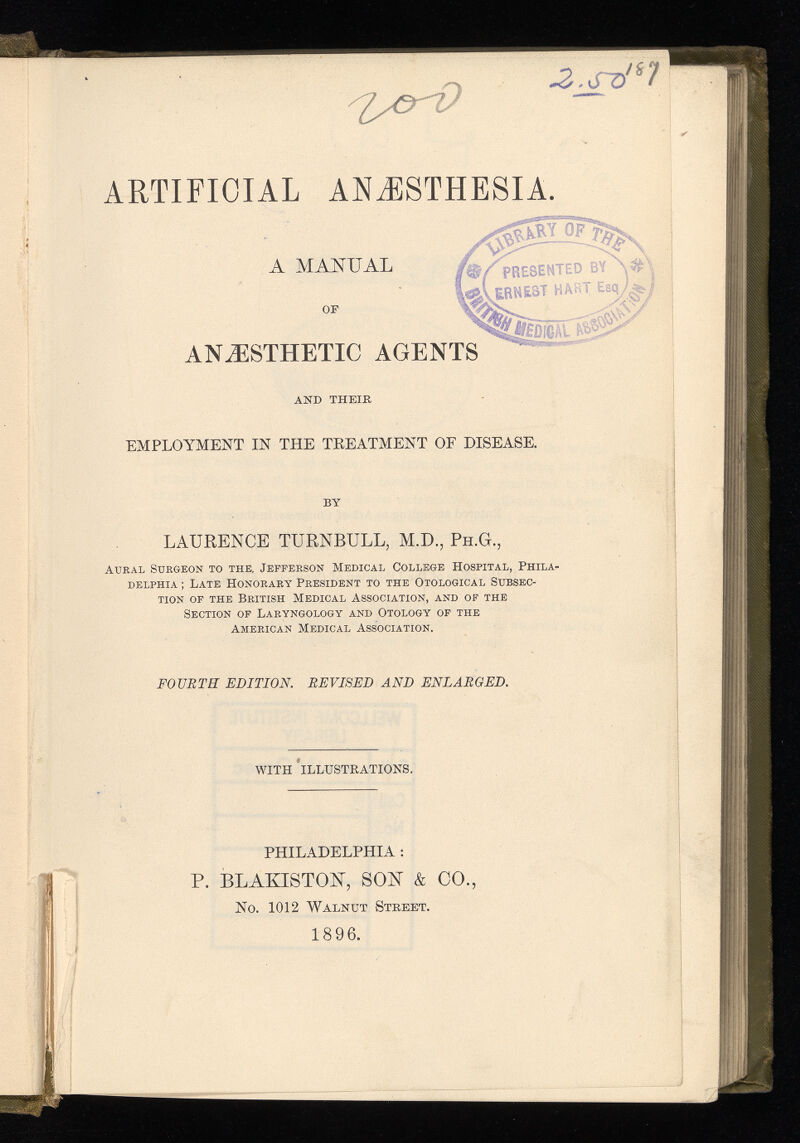 200
2.50
187
ARTIFICIAL ANÆSTHESIA.
LIBRARY OF THE
PRESENTED BY
ERNEST HART Esq
BRITISH MEDICAL ASSOCIATION
A MANUAL
OF
ANÆSTHETIC AGENTS
AND THEIR
EMPLOYMENT IN THE TREATMENT OF DISEASE.
BY
LAURENCE TURNBULL, M.D., PH.G.,
AURAL SURGEON TO THE, JEFFERSON MEDICAL COLLEGE HOSPITAL, PHILA-
DELPHIA; LATE HONORARY PRESIDENT TO THE OTOLOGICAL SUBSEC-
TION OF THE BRITISH MEDICAL ASSOCIATION, AND OF THE
SECTION OF LARYNGOLOGY AND OTOLOGY OF THE
AMERICAN MEDICAL ASSOCIATION.
FOURTH EDITION. REVISED AND ENLARGED.
WITH ILLUSTRATIONS.
PHILADELPHIA:
P. BLAKISTON, SON & CO.,
No. 1012 WALNUT STREET.
1896.
WELLCOME INSTITUTE
LIBRARY